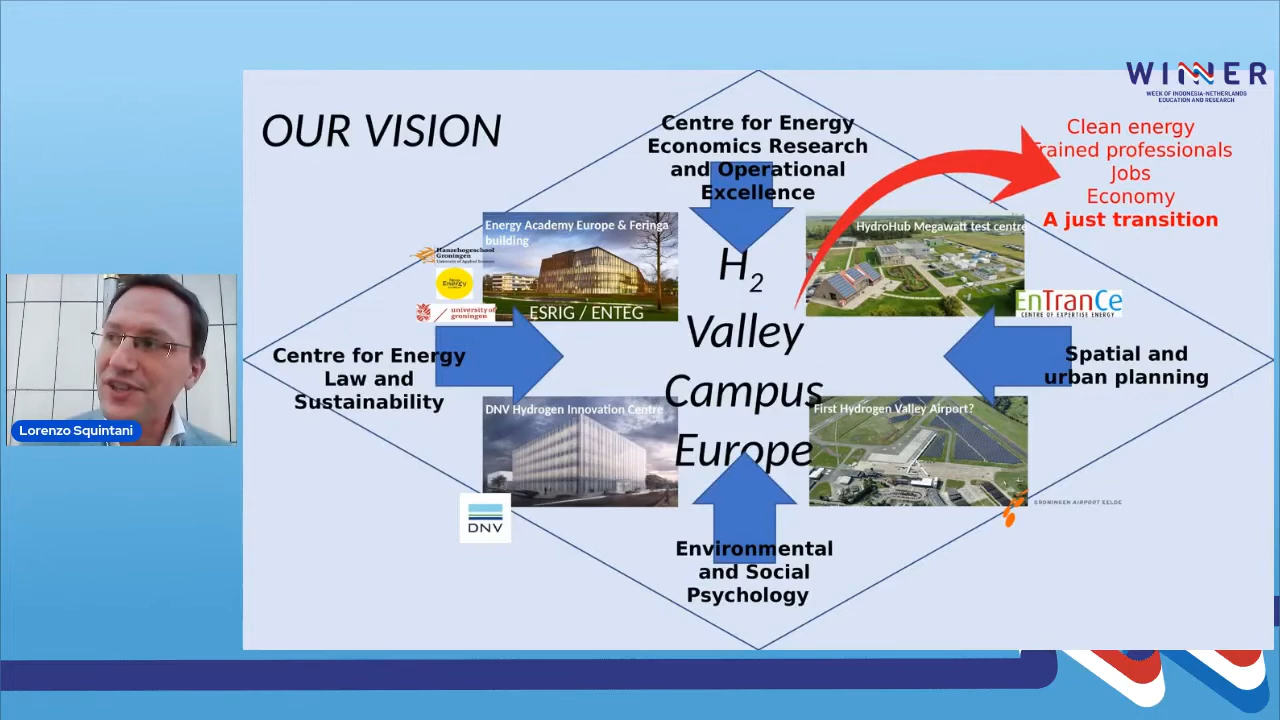 WINNER
WEEK OF INDONESIA-NETHERLANDS
EDUCATION AND RESEARCH
OUR VISION
Centre for Energy
Economics Research
and Operational
Excellence
Clean energy
Trained professionals
Jobs
Economy
A just transition
Energy Academy Europe & Feringa
building
HydroHub Megawatt test centre
Hanzehogeschool
Groningen
University of Applied Sciences
Energy
university of
groningen
ESRIG / ENTEG
H2
Valley
Campus
Europe
EnTranCe
CENTRE OF EXPERTISE ENERGY
Centre for Energy
Law and
Sustainability
Spatial and
urban planning
DNV Hydrogen Innovation Centre
First Hydrogen Valley Airport?
DNV
GRONINGEN AIRPORT EELDE
Environmental
and Social
Psychology
Lorenzo Squintani